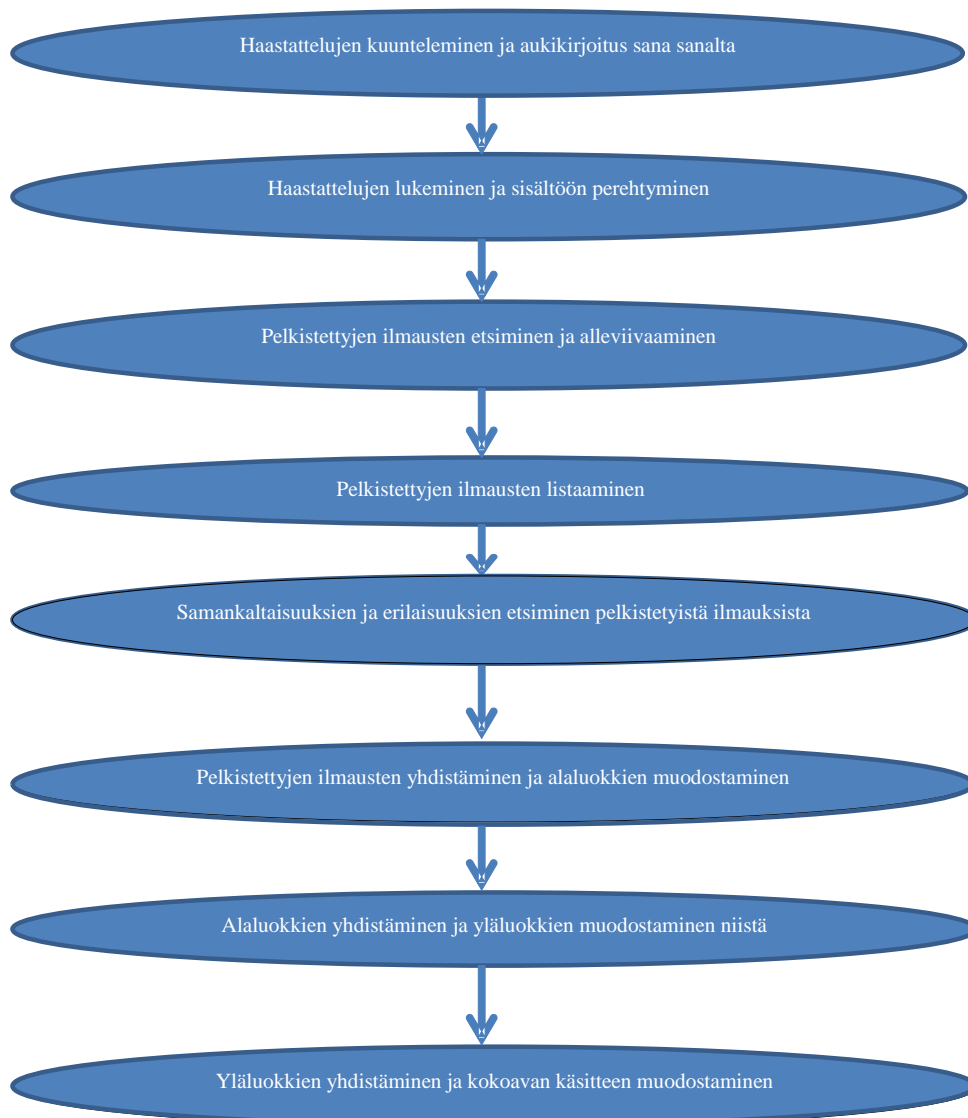 Haastattelujen kuunteleminen ja aukikirjoitus sana sanalta
Haastattelujen lukeminen ja sisältöön perehtyminen
Pelkistettyjen ilmausten etsiminen ja alleviivaaminen
Pelkistettyjen ilmausten listaaminen
Samankaltaisuuksien ja erilaisuuksien etsiminen pelkistetyistä ilmauksista
Pelkistettyjen ilmausten yhdistäminen ja alaluokkien muodostaminen
Alaluokkien yhdistäminen ja yläluokkien muodostaminen niistä
Yläluokkien yhdistäminen ja kokoavan käsitteen muodostaminen